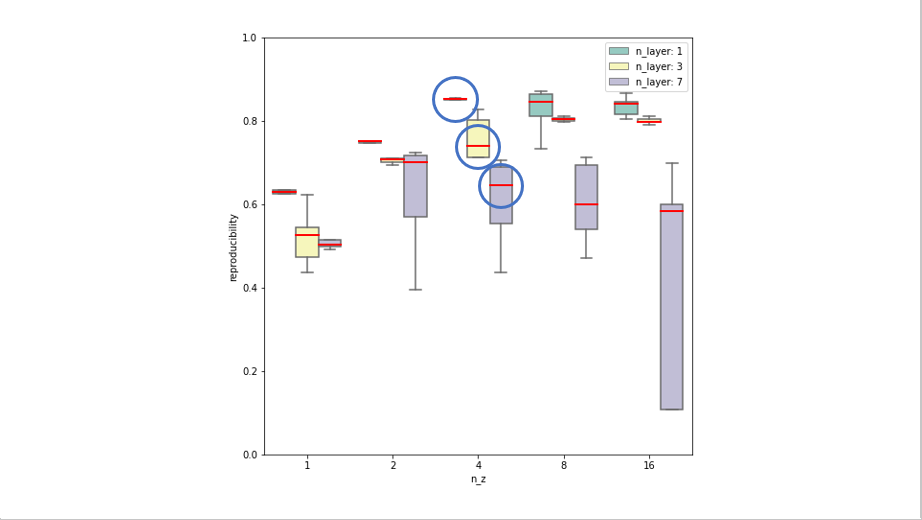 1.0
0.8
0.6
0.4
0.2
0.0
reproducibility
n_layer: 1
n_layer: 3
n_layer: 7
1 2 4 8 16
n_z